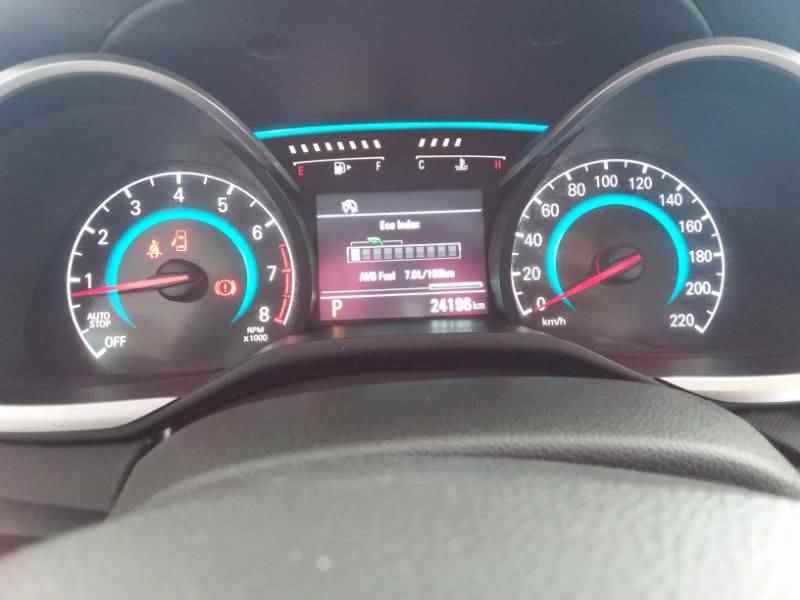 E F
C H
1 2 3 4 5 6 7 8
AUTO
STOP
OFF
RPM
x1000
Eco Index
AVG Fuel 7.0L/100km
P 24196 km
0 20 40 60 80 100 120 140 160 180 200 220
km/h